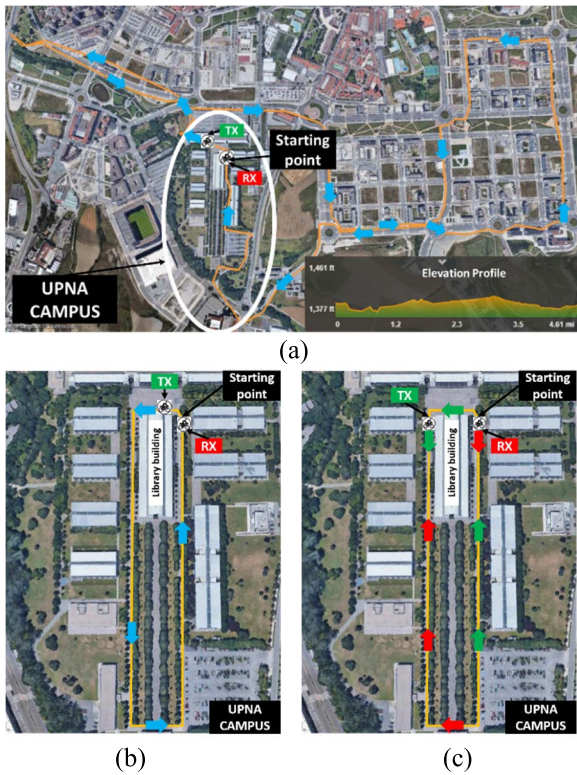 TX
Starting
point
RX
UPNA
CAMPUS
Elevation Profile
1,461 ft
1,377 ft
0 1.2 2.3 3.5 4.61 mi
(a)
TX
Starting
point
RX
Library building
UPNA
CAMPUS
(b)
TX
Starting
point
RX
Library building
UPNA
CAMPUS
(c)